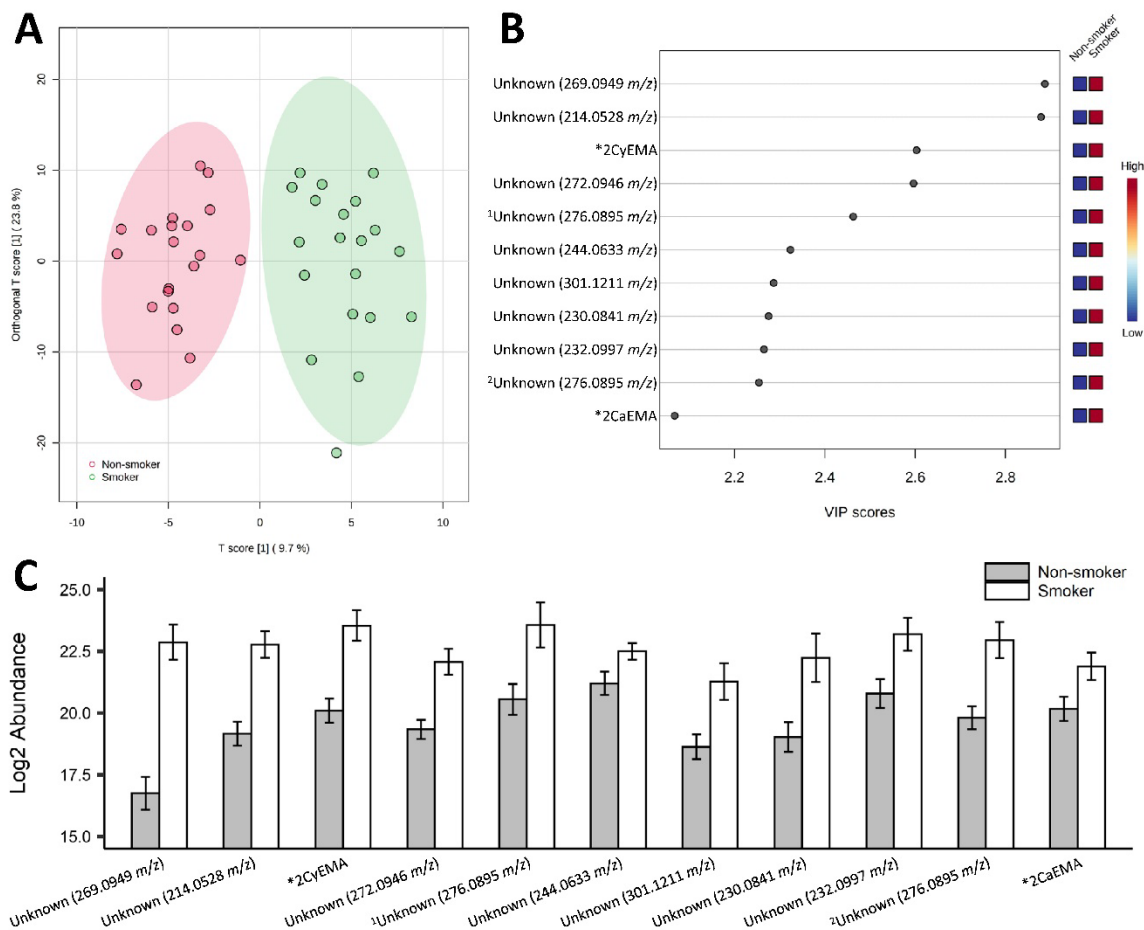 A
Orthogonal T score [1] ( 23.8 %)
20
10
0
-10
-20
Non-smoker
Smoker
-10
-5
0
5
10
T score [1] ( 9.7 %)
B
Non-smoker
Smoker
Unknown (269.0949 m/z)
Unknown (214.0528 m/z)
*2CyEMA
Unknown (272.0946 m/z)
¹Unknown (276.0895 m/z)
Unknown (244.0633 m/z)
Unknown (301.1211 m/z)
Unknown (230.0841 m/z)
Unknown (232.0997 m/z)
²Unknown (276.0895 m/z)
*2CaEMA
High
Low
2.2
2.4
2.6
2.8
VIP scores
C
Non-smoker
Smoker
Log2 Abundance
25.0
22.5
20.0
17.5
15.0
Unknown (269.0949 m/z)
Unknown (214.0528 m/z)
*2CyEMA
Unknown (272.0946 m/z)
¹Unknown (276.0895 m/z)
Unknown (244.0633 m/z)
Unknown (301.1211 m/z)
Unknown (230.0841 m/z)
Unknown (232.0997 m/z)
²Unknown (276.0895 m/z)
*2CaEMA